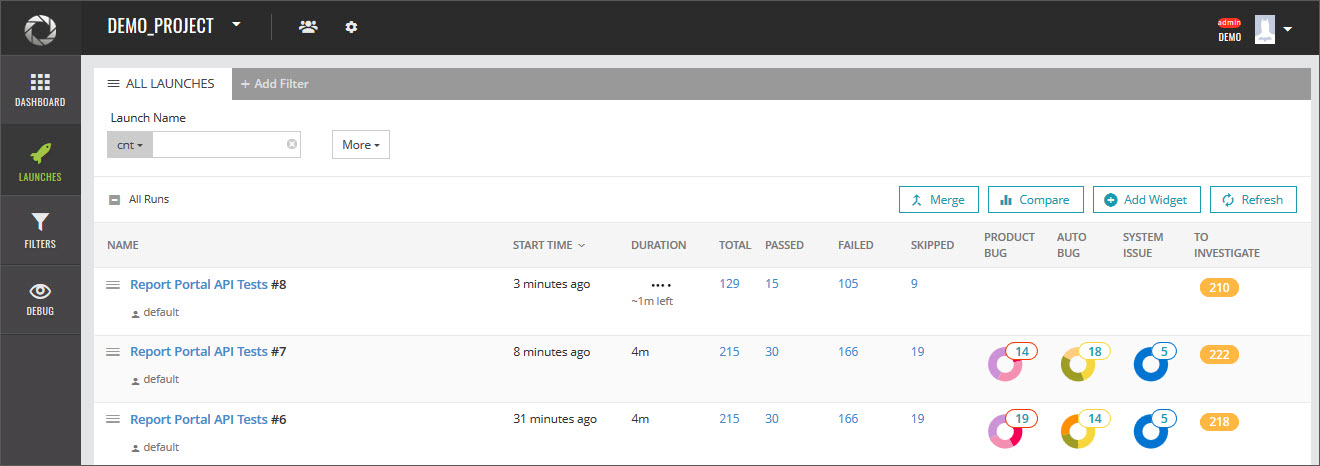 DEMO_PROJECT
admin
DEMO
DASHBOARD
LAUNCHES
FILTERS
DEBUG
ALL LAUNCHES + Add Filter
Launch Name
cnt More
All Runs Merge Compare Add Widget Refresh
NAME START TIME DURATION TOTAL PASSED FAILED SKIPPED PRODUCT BUG AUTO BUG SYSTEM ISSUE TO INVESTIGATE
Report Portal API Tests #8 3 minutes ago .... 129 15 105 9 210
~1m left
default
Report Portal API Tests #7 8 minutes ago 4m 215 30 166 19 14 18 5 222
default
Report Portal API Tests #6 31 minutes ago 4m 215 30 166 19 19 14 5 218
default